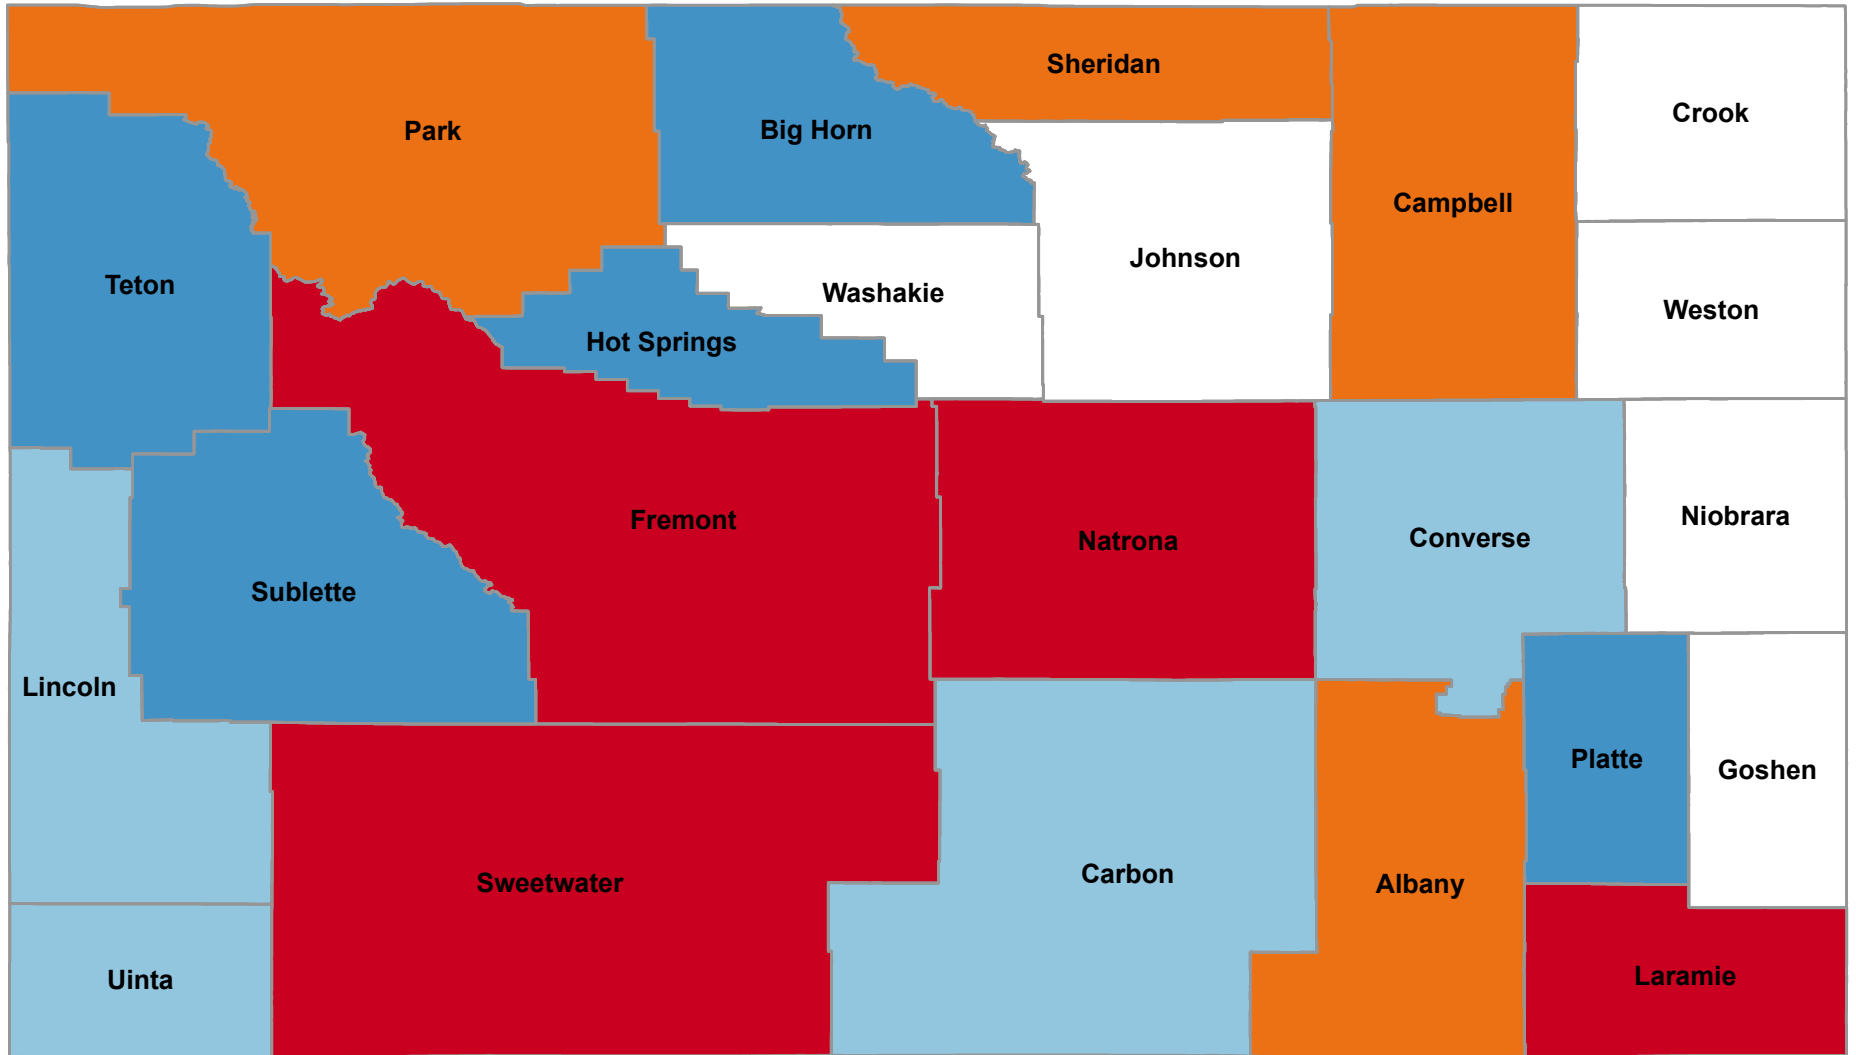 Sheridan
Crook
Park
Big Horn
Campbell
Johnson
Teton
Washakie
Weston
Hot Springs
Niobrara
Fremont
Converse
Natrona
Sublette
Lincoln
Platte
Goshen
Carbon
Sweetwater
Albany
Laramie
Uinta